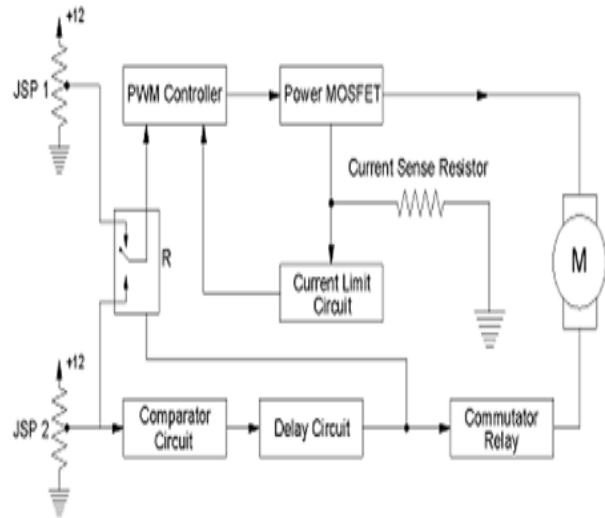 +12
JSP 1
PWM Controller
Power MOSFET
Current Sense Resistor
R
M
Current Limit
Circuit
+12
JSP 2
Comparator
Circuit
Delay Circuit
Commutator
Relay